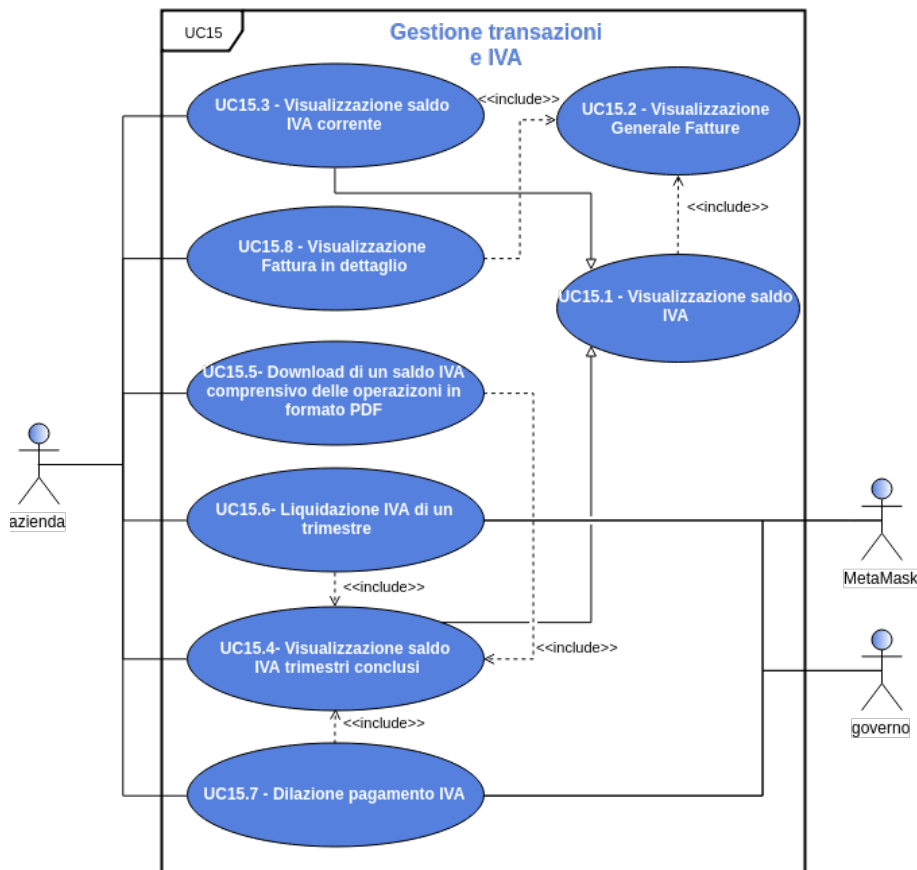 UC15
Gestione transazioni
e IVA
UC15.3 - Visualizzazione saldo
IVA corrente
<<include>>
UC15.2 - Visualizzazione
Generale Fatture
<<include>>
UC15.8 - Visualizzazione
Fattura in dettaglio
UC15.1 - Visualizzazione saldo
IVA
UC15.5- Download di un saldo IVA
comprensivo delle operazizoni in
formato PDF
azienda
UC15.6- Liquidazione IVA di un
trimestre
MetaMask
<<include>>
UC15.4- Visualizzazione saldo
IVA trimestri conclusi
<<include>>
governo
<<include>>
UC15.7 - Dilazione pagamento IVA